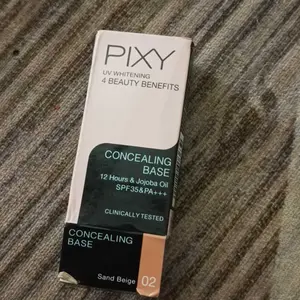 PIXY
UV WHITENING
4 BEAUTY BENEFITS
CONCEALING
BASE
12 Hours & Jojoba Oil
SPF35&PA+++
CLINICALLY TESTED
CONCEALING
BASE
Sand Beige 02